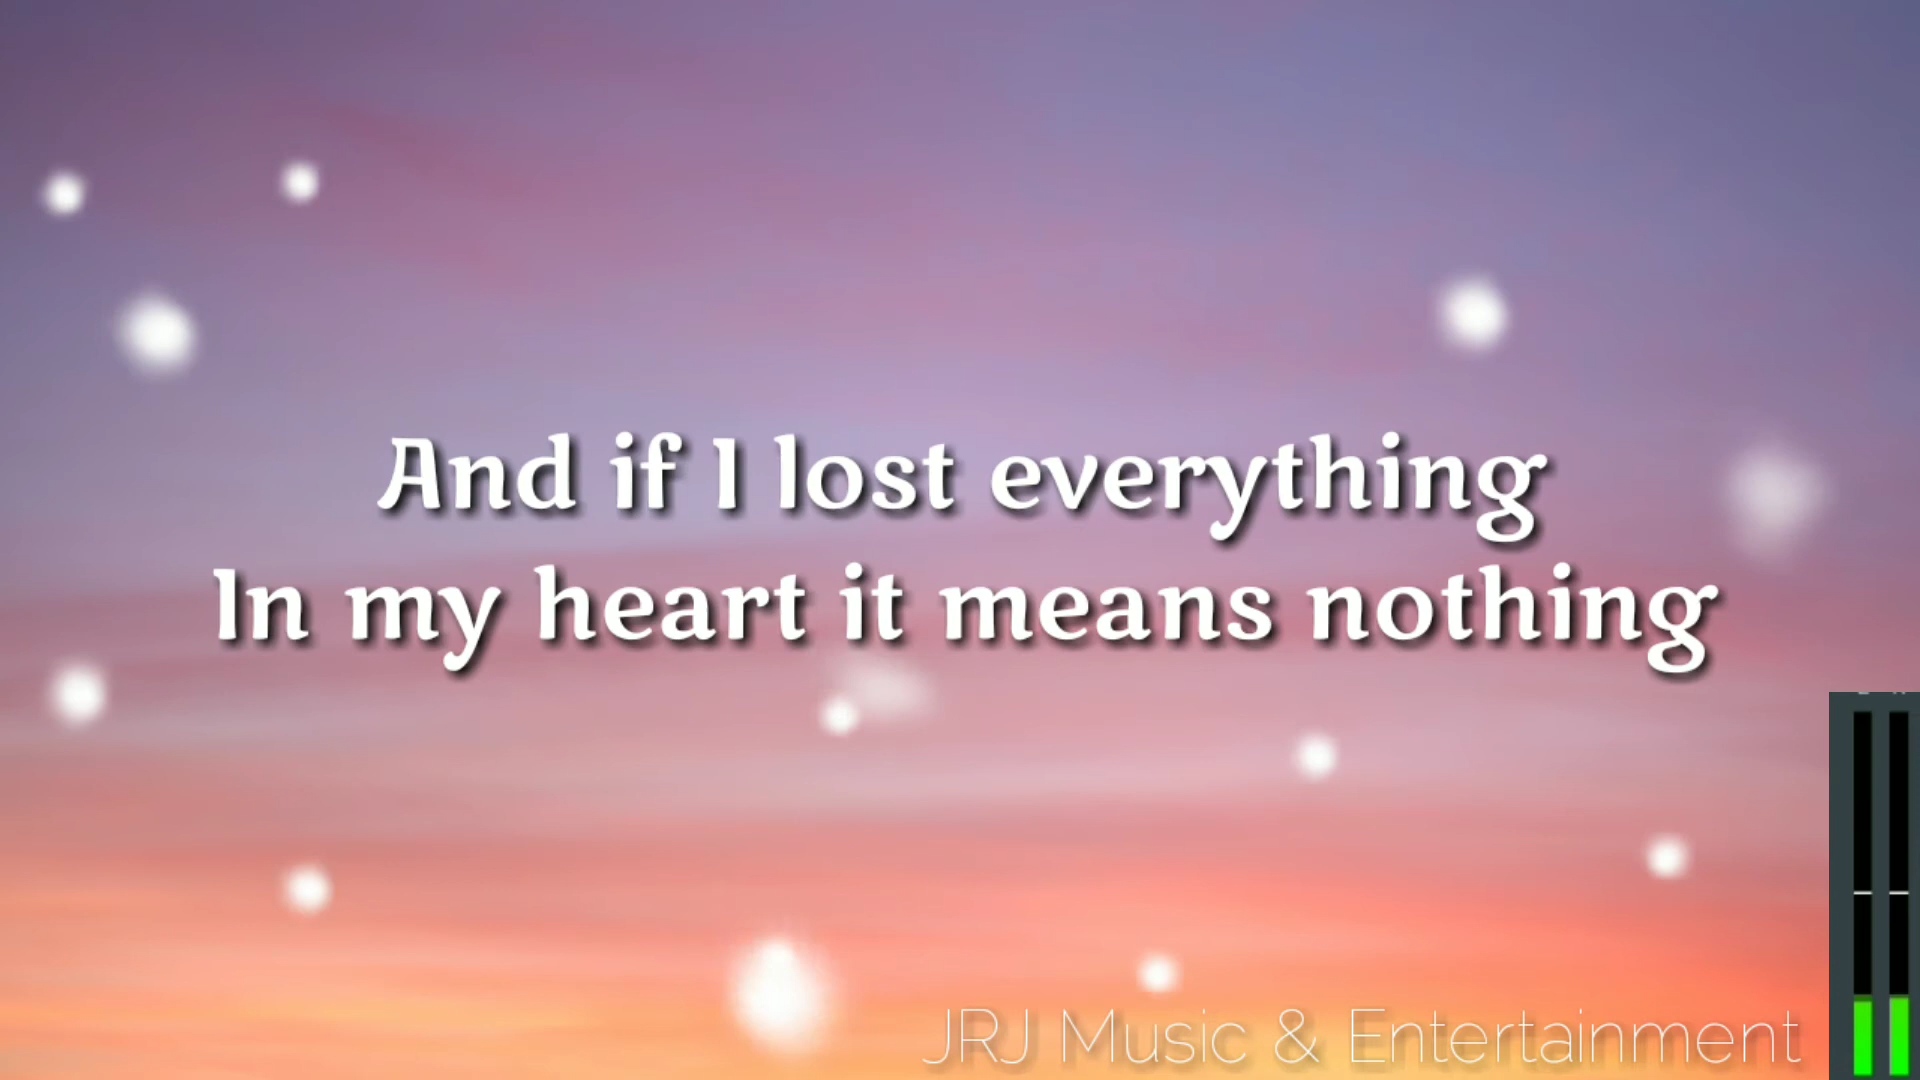 And if I lost everything
In my heart it means nothing
JRJ Music & Entertainment